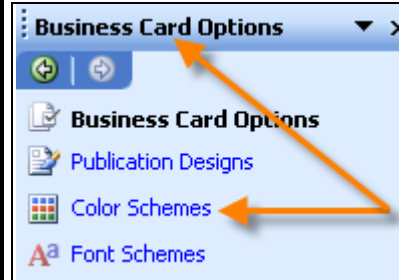 Business Card Options
Business Card Options
Publication Designs
Color Schemes
Font Schemes